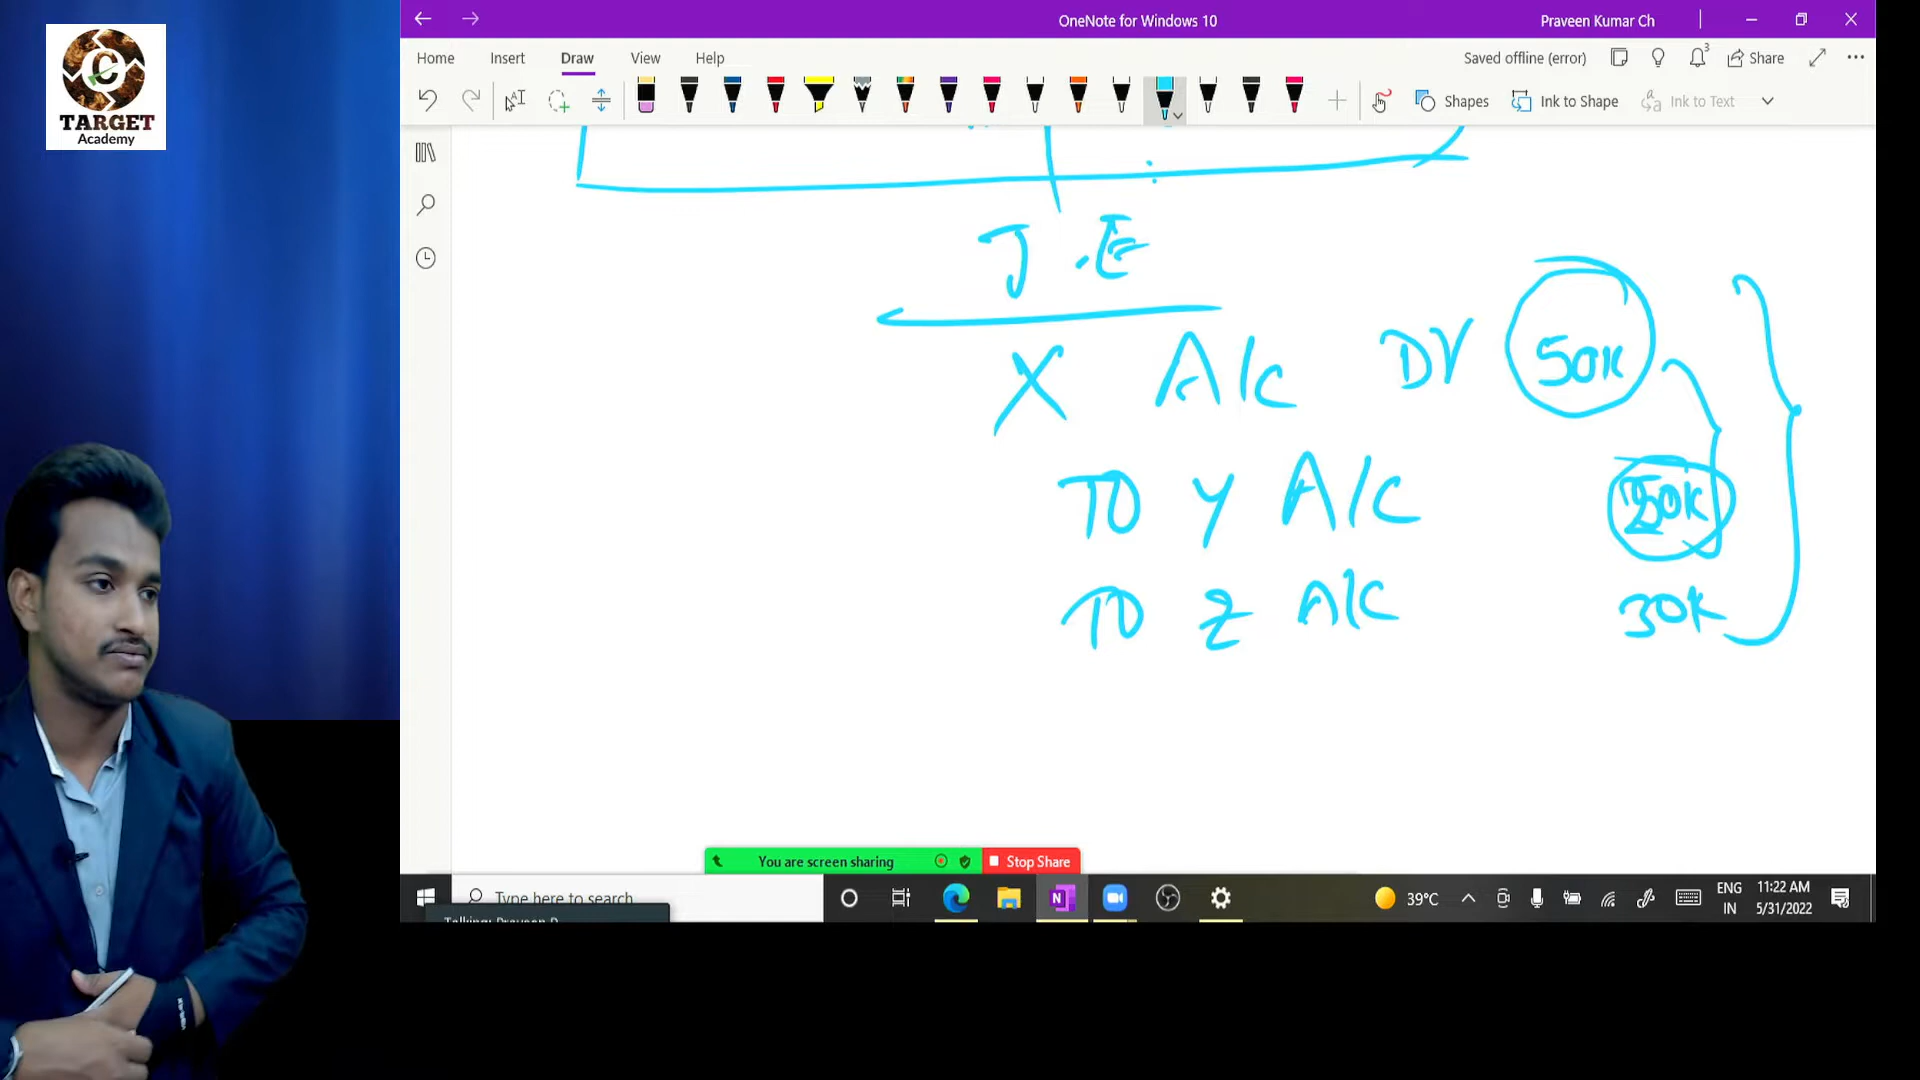 TARGET
Academy
OneNote for Windows 10
Praveen Kumar Ch
Home Insert Draw View Help
Saved offline (error)
3
Share
Shapes
Ink to Shape
Ink to Text
J.E
X A/c Dr 50K
TO Y A/C
TO Z A/C 30K
You are screen sharing
Stop Share
Type here to search
39°C
ENG
IN
11:22 AM
5/31/2022